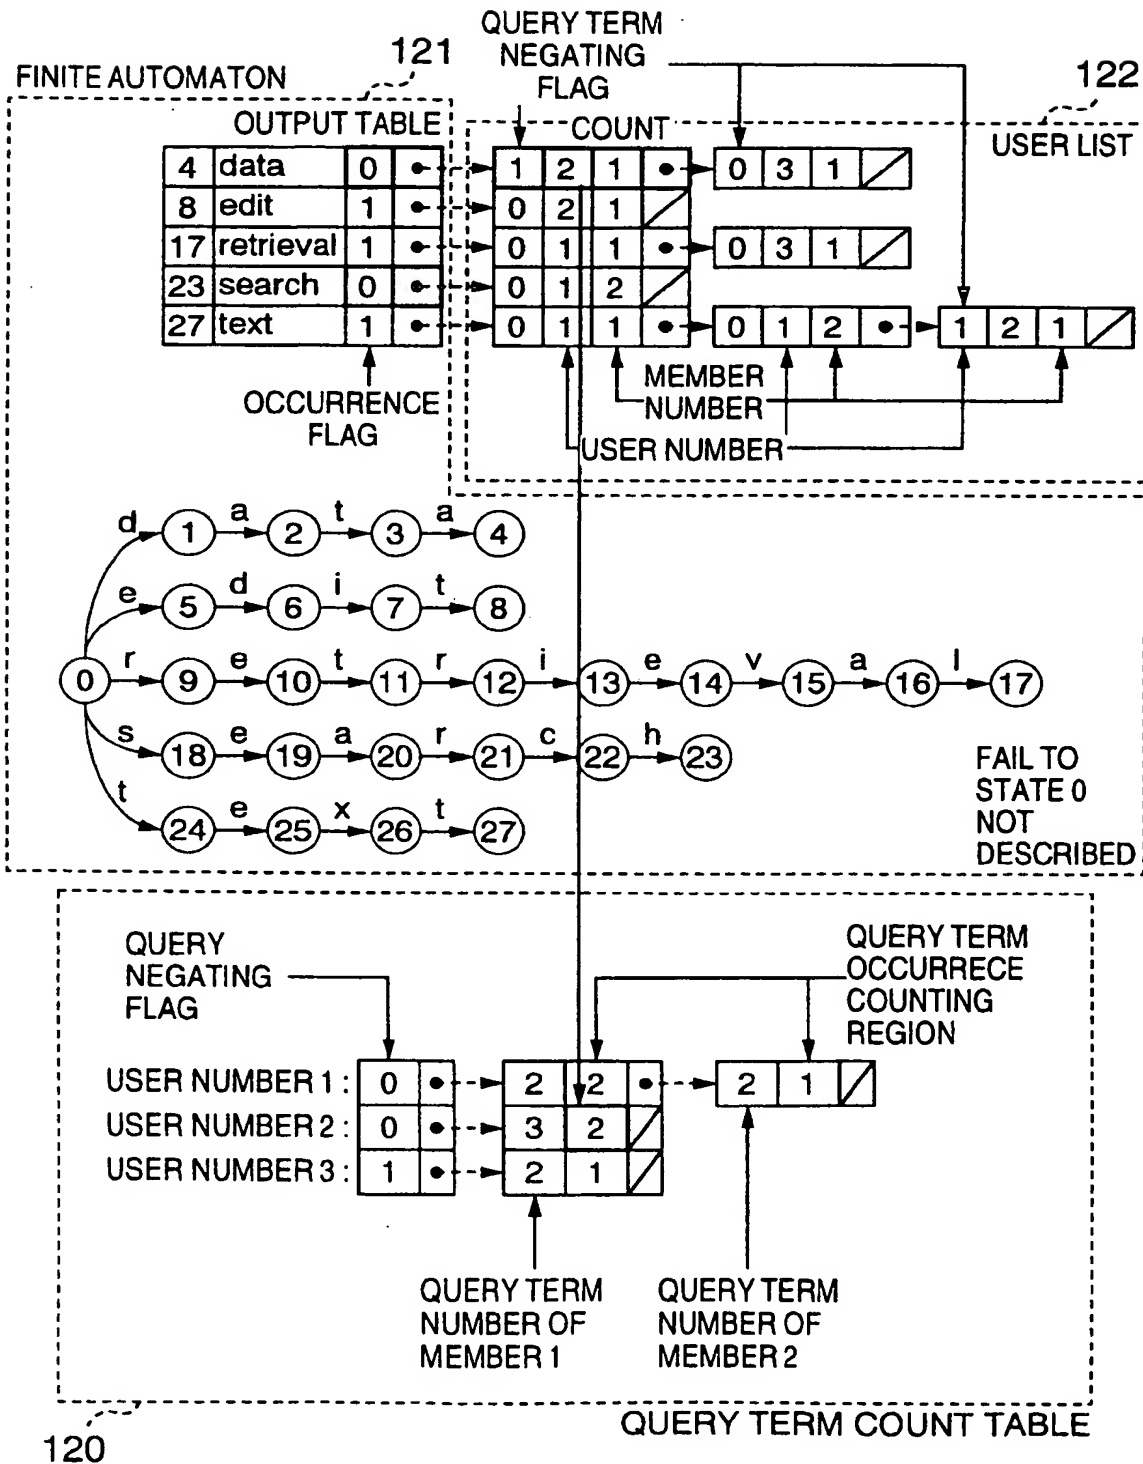 QUERY TERM
NEGATING
FLAG
121
122
FINITE AUTOMATON
OUTPUT TABLE
COUNT
USER LIST
4 data 0 1 2 1 0 3 1
8 edit 1 0 2 1
17 retrieval 1 0 1 1 0 3 1
23 search 0 0 1 2
27 text 1 0 1 1 0 1 2 1 2 1
OCCURRENCE
FLAG
MEMBER
NUMBER
USER NUMBER
d a t a
1 2 3 4
e d i t
5 6 7 8
r e t r i e v a l
0 9 10 11 12 13 14 15 16 17
s e a r c h
18 19 20 21 22 23
t e x t
24 25 26 27
FAIL TO
STATE 0
NOT
DESCRIBED
QUERY
NEGATING
FLAG
QUERY TERM
OCCURRECE
COUNTING
REGION
USER NUMBER 1 : 0 2 2 2 1
USER NUMBER 2 : 0 3 2
USER NUMBER 3 : 1 2 1
QUERY TERM
NUMBER OF
MEMBER 1
QUERY TERM
NUMBER OF
MEMBER 2
QUERY TERM COUNT TABLE
120